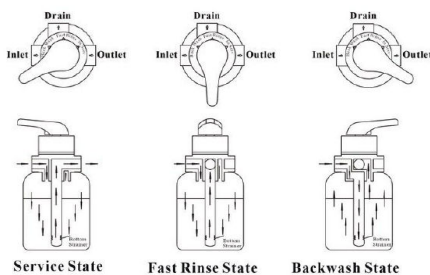 Drain
Inlet
Outlet
Drain
Inlet
Outlet
Drain
Inlet
Outlet
Bottom
Strainer
Bottom
Strainer
Bottom
Strainer
Service State
Fast Rinse State
Backwash State